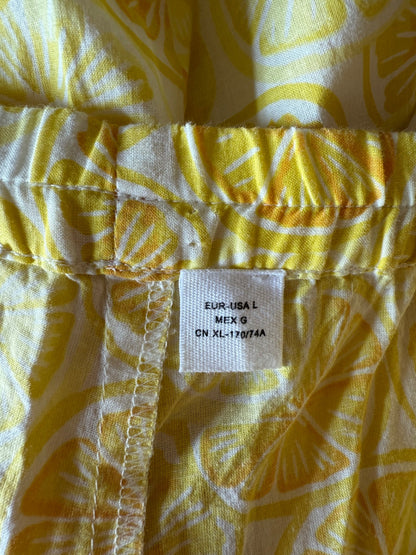 EUR-USA L
MEX G
CN XL-170/74A